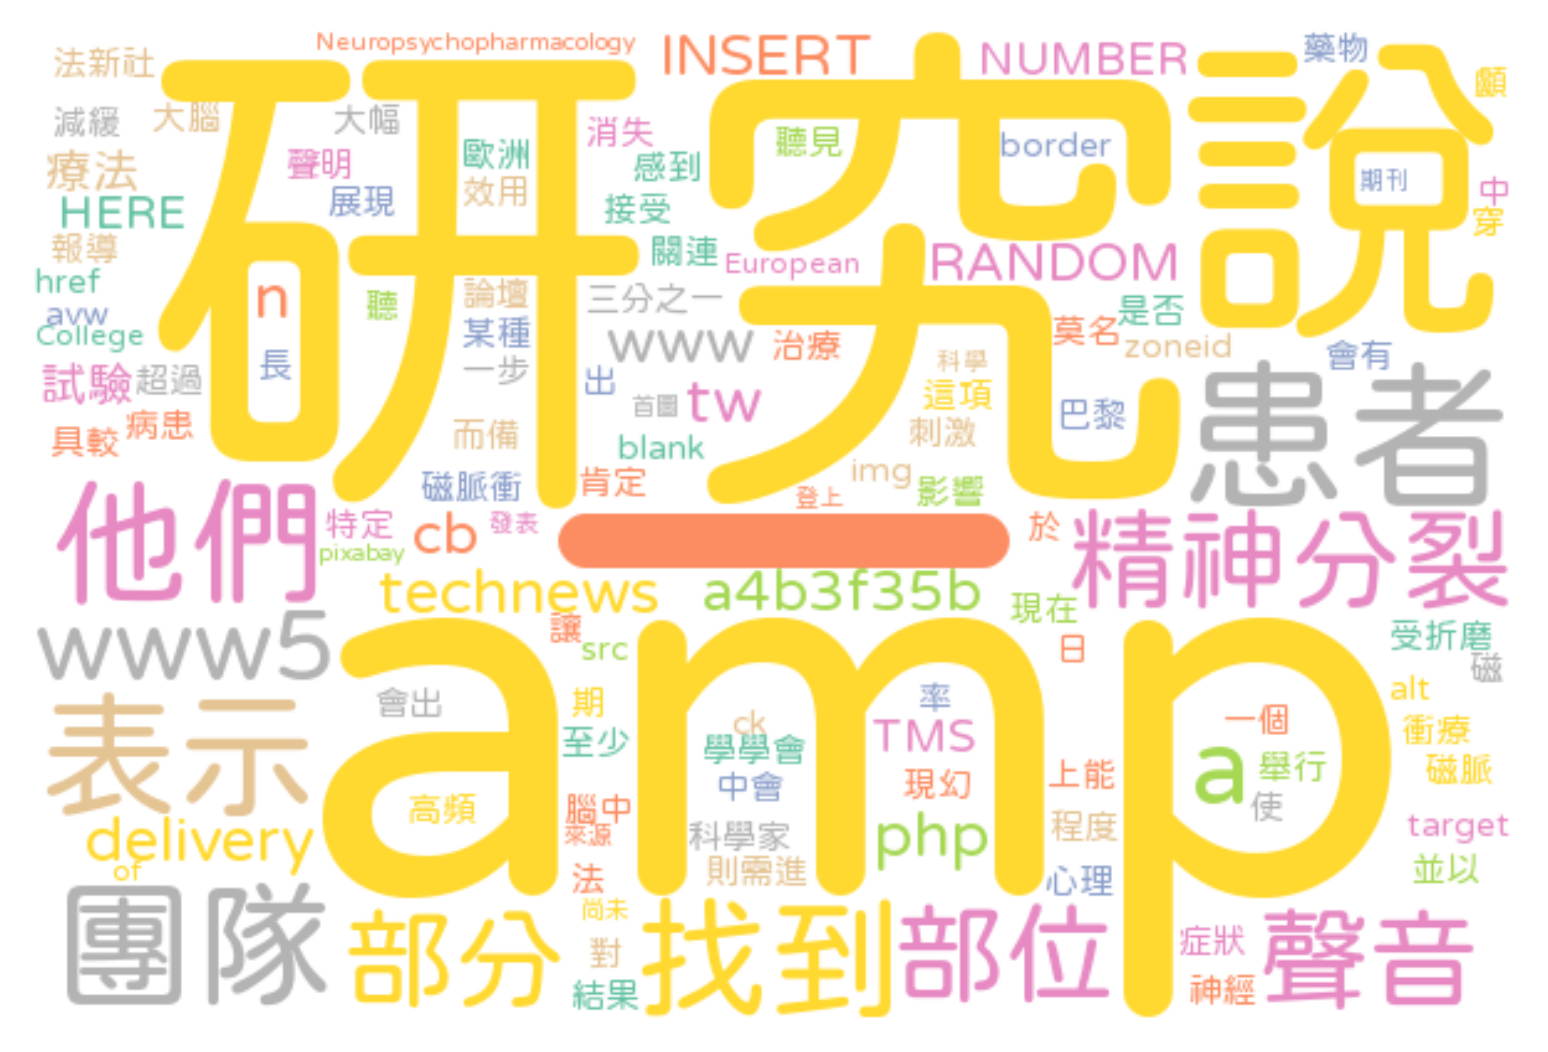 Neuropsychopharmacology
INSERT
NUMBER
藥物
法新社
研究
說
顱
減緩
大腦
大幅
消失
聽見
border
歐洲
聲明
感到
療法
效用
展現
期刊
中
HERE
接受
穿
報導
關連
European
RANDOM
href
n
聽
論壇
三分之一
是否
avw
某種
www
治療
莫名
zoneid
College
長
一步
科學
會有
試驗
超過
出
首圖
tw
這項
巴黎
患者
病患
具較
而備
blank
刺激
磁脈衝
肯定
img
影響
登上
他們
特定
cb
發表
一
於
精神分裂
pixabay
technews
a4b3f35b
現在
www5
讓
src
日
受折磨
磁
amp
表示
會出
期
率
alt
至少
ck
學學會
TMS
一個
衝療
中會
現幻
上能
a
舉行
磁脈
高頻
腦中
使
delivery
來源
科學家
php
程度
target
of
法
則需進
心理
並以
團隊
部分
尚未
找到
部位
對
症狀
聲音
結果
神經